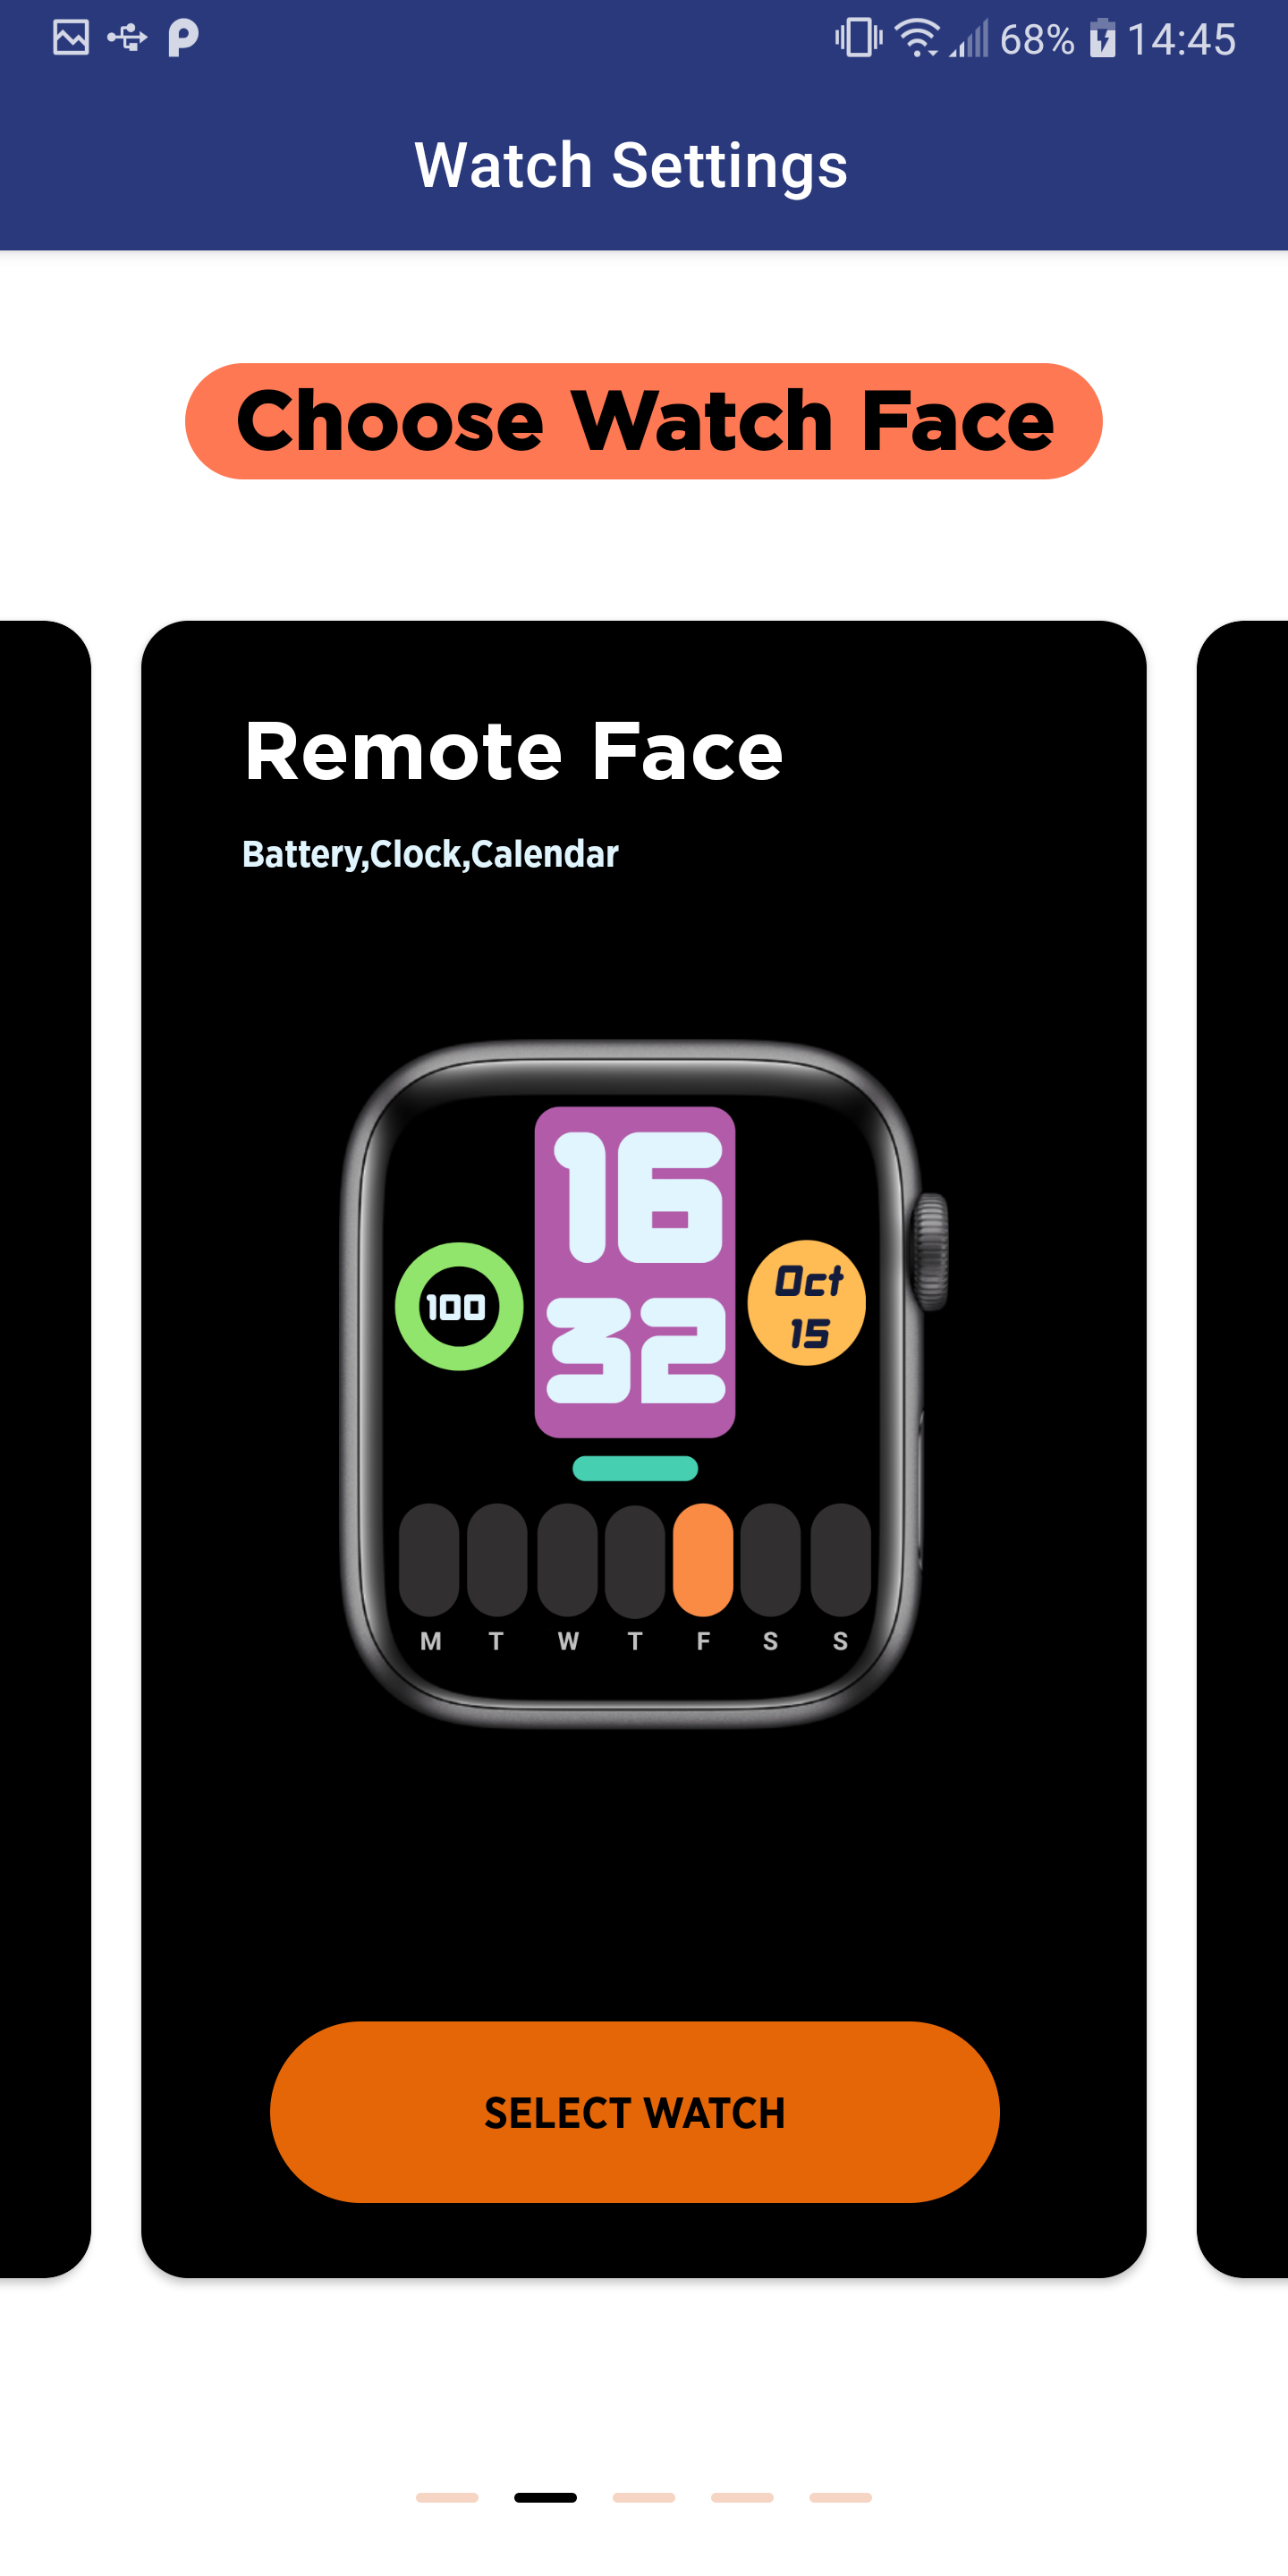 68% 14:45
Watch Settings
Choose Watch Face
Remote Face
Battery,Clock,Calendar
16
32
100
Oct
15
M T W T F S S
SELECT WATCH